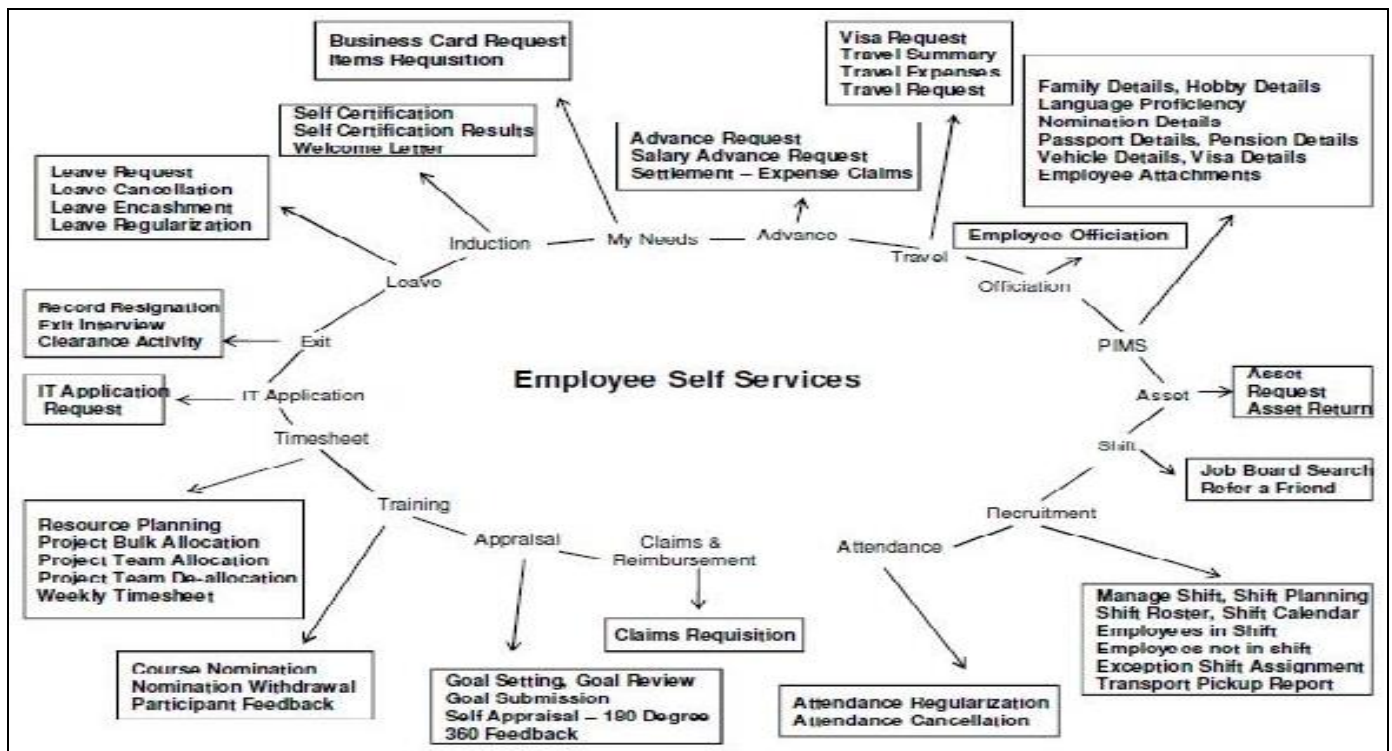 Business Card Request
Items Requisition
Visa Request
Travel Summary
Travel Expenses
Travel Request
Family Details, Hobby Details
Language Proficiency
Nomination Details
Passport Details, Pension Details
Vehicle Details, Visa Details
Employee Attachments
Self Certification
Self Certification Results
Welcome Letter
Advance Request
Salary Advance Request
Settlement – Expense Claims
Leave Request
Leave Cancellation
Leave Encashment
Leave Regularization
Induction
My Needs
Advance
Travel
Employee Officiation
Leave
Officiation
Record Resignation
Exit Interview
Clearance Activity
Exit
PIMS
Employee Self Services
IT Application
Request
IT Application
Asset
Asset
Request
Asset Return
Timesheet
Shift
Job Board Search
Refer a Friend
Training
Recruitment
Resource Planning
Project Bulk Allocation
Project Team Allocation
Project Team De-allocation
Weekly Timesheet
Appraisal
Claims &
Reimbursement
Attendance
Manage Shift, Shift Planning
Shift Roster, Shift Calendar
Employees in Shift
Employees not in shift
Exception Shift Assignment
Transport Pickup Report
Claims Requisition
Course Nomination
Nomination Withdrawal
Participant Feedback
Goal Setting, Goal Review
Goal Submission
Self Appraisal – 180 Degree
360 Feedback
Attendance Regularization
Attendance Cancellation